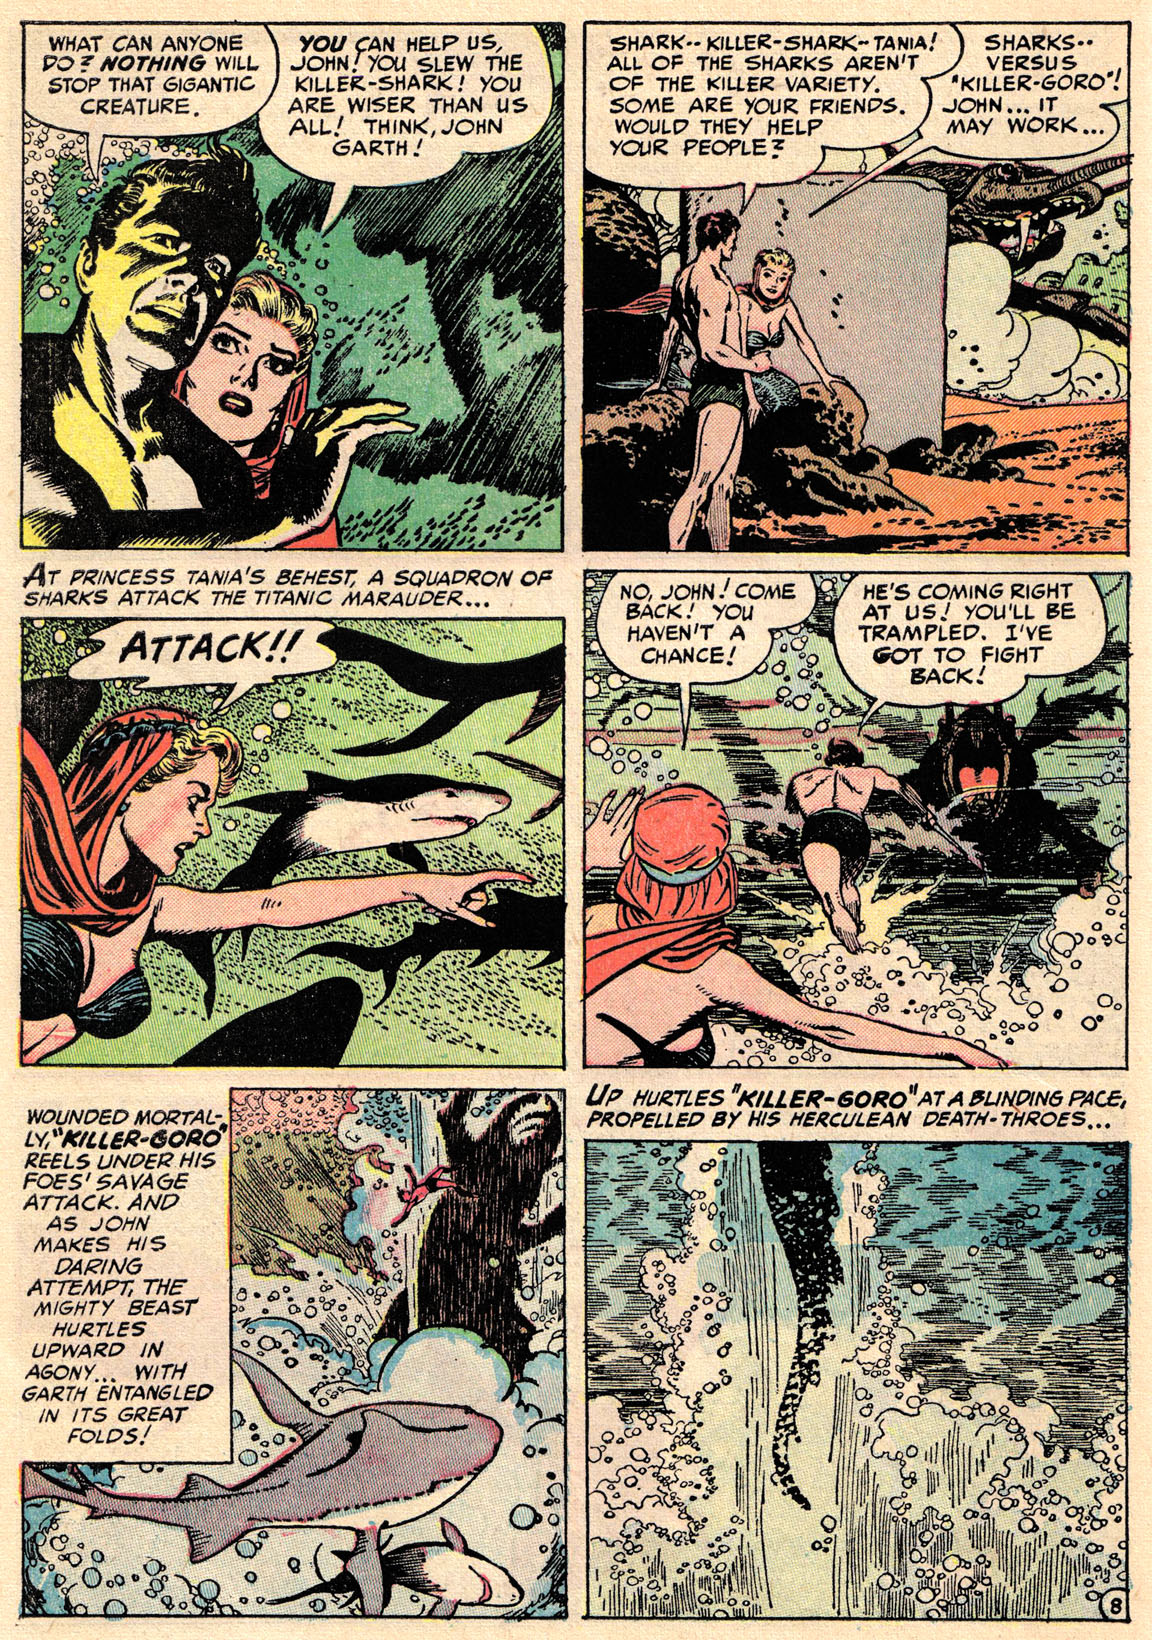 WHAT CAN ANYONE
DO? NOTHING WILL
STOP THAT GIGANTIC
CREATURE.
YOU CAN HELP US,
JOHN! YOU SLEW THE
KILLER-SHARK! YOU
ARE WISER THAN US
ALL! THINK, JOHN
GARTH!
SHARK-- KILLER-SHARK--TANIA!
ALL OF THE SHARKS AREN'T
OF THE KILLER VARIETY.
SOME ARE YOUR FRIENDS.
WOULD THEY HELP
YOUR PEOPLE?
SHARKS--
VERSUS
"KILLER-GORO"!
JOHN... IT
MAY WORK...
AT PRINCESS TANIA'S BEHEST, A SQUADRON OF
SHARKS ATTACK THE TITANIC MARAUDER...
ATTACK!!
NO, JOHN! COME
BACK! YOU
HAVEN'T A
CHANCE!
HE'S COMING RIGHT
AT US! YOU'LL BE
TRAMPLED. I'VE
GOT TO FIGHT
BACK!
WOUNDED MORTAL-
LY, "KILLER-GORO"
REELS UNDER HIS
FOES' SAVAGE
ATTACK. AND
AS JOHN
MAKES HIS
DARING
ATTEMPT, THE
MIGHTY BEAST
HURTLES
UPWARD IN
AGONY... WITH
GARTH ENTANGLED
IN ITS GREAT
FOLDS!
UP HURTLES "KILLER-GORO" AT A BLINDING PACE,
PROPELLED BY HIS HERCULEAN DEATH-THROES...
8